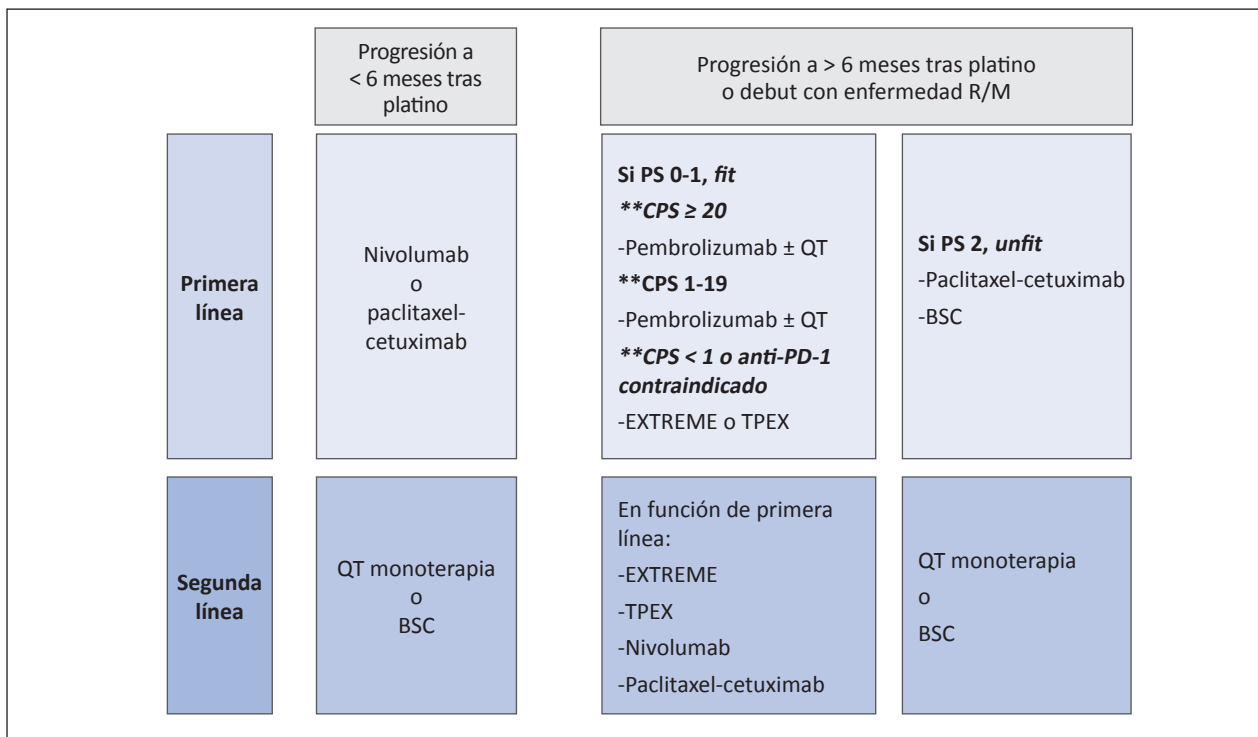 Progresión a
< 6 meses tras
platino
Progresión a > 6 meses tras platino
o debut con enfermedad R/M
Primera
línea
Nivolumab
o
paclitaxel-
cetuximab
Si PS 0-1, fit
**CPS ≥ 20
-Pembrolizumab ± QT
**CPS 1-19
-Pembrolizumab ± QT
**CPS < 1 o anti-PD-1
contraindicado
-EXTREME o TPEX
Si PS 2, unfit
-Paclitaxel-cetuximab
-BSC
Segunda
línea
QT monoterapia
o
BSC
En función de primera
línea:
-EXTREME
-TPEX
-Nivolumab
-Paclitaxel-cetuximab
QT monoterapia
o
BSC